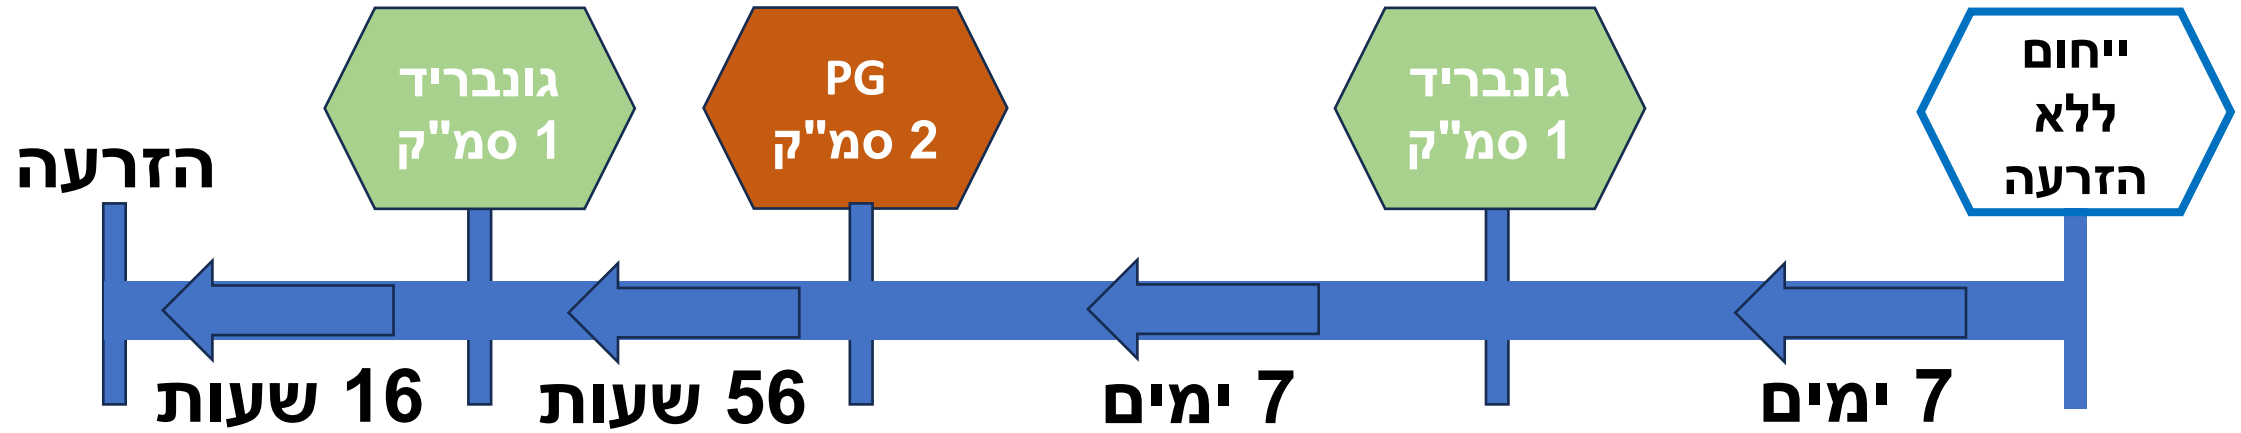 ייחום
ללא
הזרעה
גונבריד
1 סמ"ק
PG
2 סמ"ק
גונבריד
1 סמ"ק
הזרעה
7 ימים
7 ימים
56 שעות
16 שעות